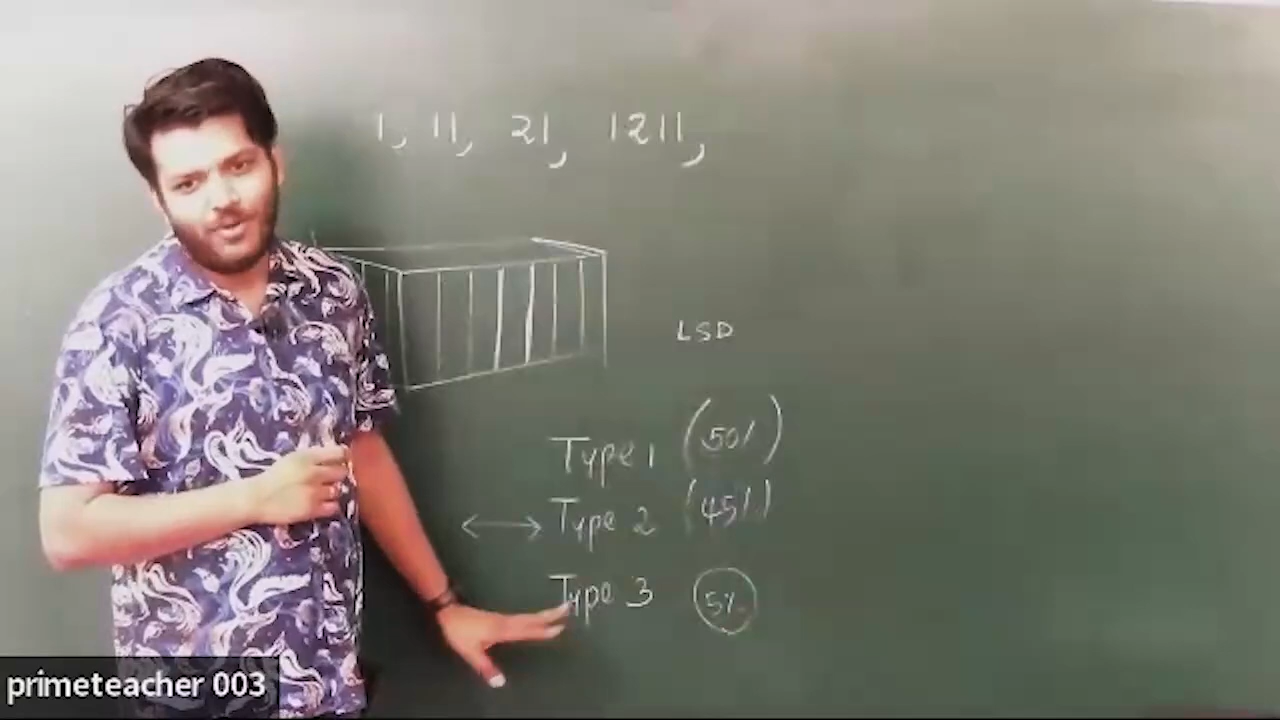 1, 11, 21, 1211,
LSD
Type 1 (50%)
Type 2 (45%)
Type 3 5%
primeteacher 003